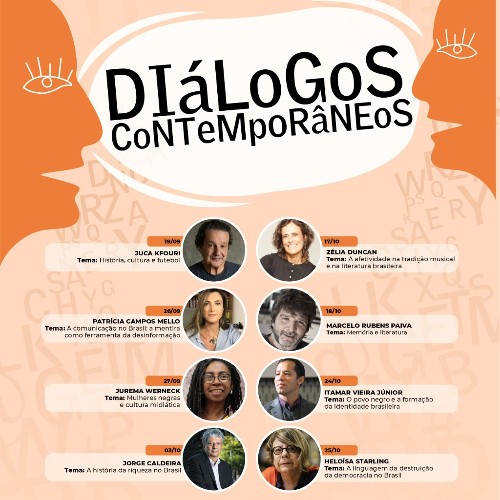 DIáLoGoS
CoNTeMpoRâNEoS
19/09
JUCA KFOURI
Tema: História, cultura e futebol
26/09
PATRÍCIA CAMPOS MELLO
Tema: A comunicação no Brasil: a mentira
como ferramenta da desinformação
27/09
JUREMA WERNECK
Tema: Mulheres negras
e cultura midiática
03/10
JORGE CALDEIRA
Tema: A história da riqueza no Brasil
17/10
ZÉLIA DUNCAN
Tema: A afetividade na tradição musical
e na literatura brasileira
18/10
MARCELO RUBENS PAIVA
Tema: Memória e literatura
24/10
ITAMAR VIEIRA JÚNIOR
Tema: O povo negro e a formação
da identidade brasileira
25/10
HELOÍSA STARLING
Tema: A linguagem da destruição
da democracia no Brasil